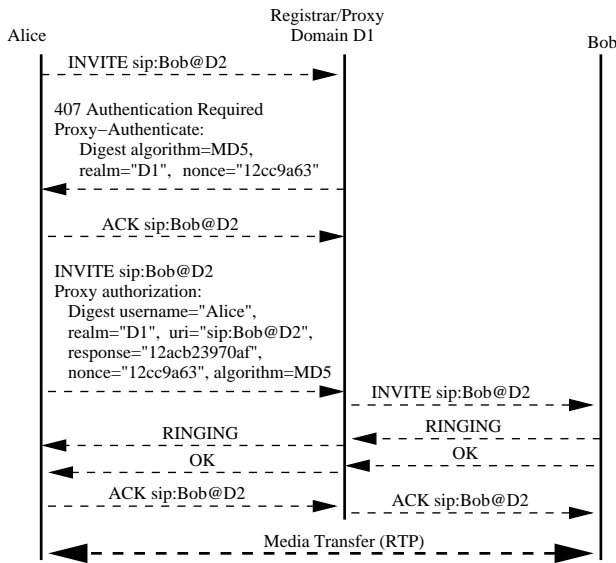 Registrar/Proxy
Alice
Domain D1
Bob
INVITE sip:Bob@D2
407 Authentication Required
Proxy−Authenticate:
Digest algorithm=MD5,
realm="D1", nonce="12cc9a63"
ACK sip:Bob@D2
INVITE sip:Bob@D2
Proxy authorization:
Digest username="Alice",
realm="D1", uri="sip:Bob@D2",
response="12acb23970af",
nonce="12cc9a63", algorithm=MD5
INVITE sip:Bob@D2
RINGING
RINGING
OK
OK
ACK sip:Bob@D2
ACK sip:Bob@D2
Media Transfer (RTP)